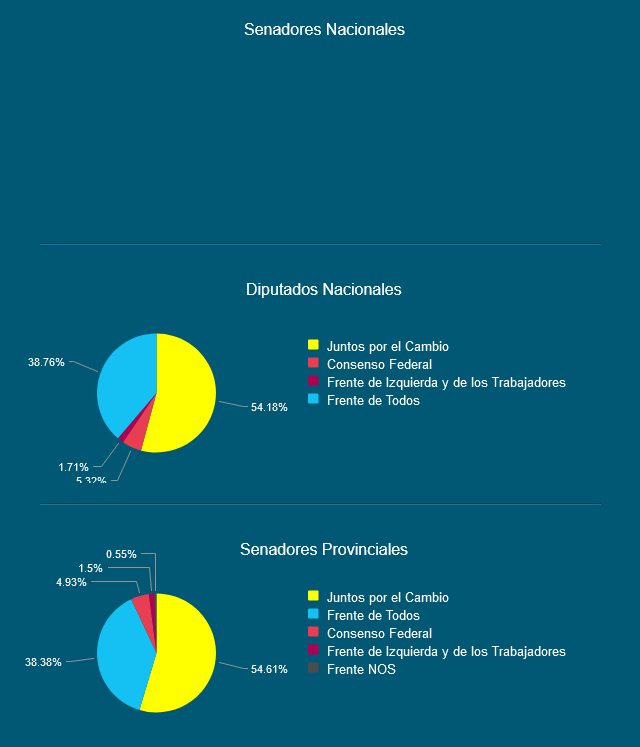 Senadores Nacionales
Diputados Nacionales
38.76%
54.18%
1.71%
5.32%
Juntos por el Cambio
Consenso Federal
Frente de Izquierda y de los Trabajadores
Frente de Todos
Senadores Provinciales
0.55%
1.5%
4.93%
38.38%
54.61%
Juntos por el Cambio
Frente de Todos
Consenso Federal
Frente de Izquierda y de los Trabajadores
Frente NOS